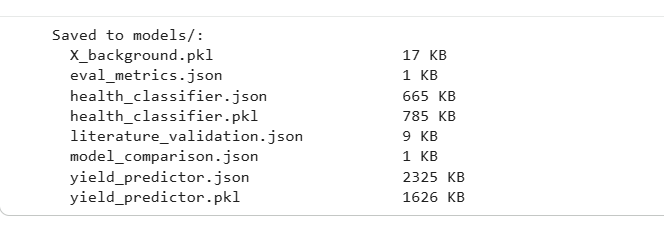 Saved to models/:
X_background.pkl 17 KB
eval_metrics.json 1 KB
health_classifier.json 665 KB
health_classifier.pkl 785 KB
literature_validation.json 9 KB
model_comparison.json 1 KB
yield_predictor.json 2325 KB
yield_predictor.pkl 1626 KB